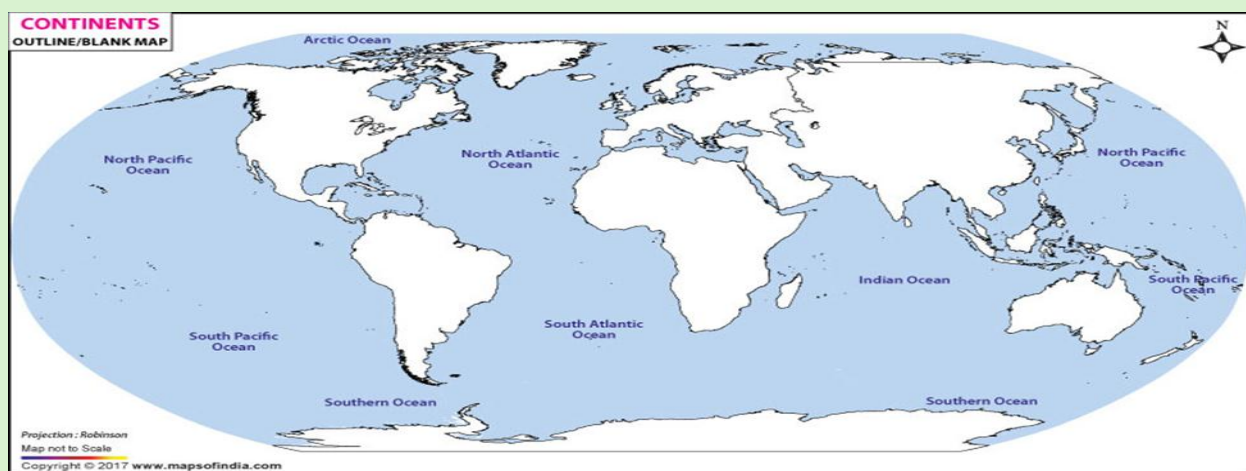 CONTINENTS
OUTLINE/BLANK MAP
N
Arctic Ocean
North Pacific
Ocean
North Atlantic
Ocean
North Pacific
Ocean
Indian Ocean
South Pacific
Ocean
South Pacific
Ocean
South Atlantic
Ocean
Southern Ocean
Southern Ocean
Projection : Robinson
Map not to Scale
Copyright © 2017 www.mapsofindia.com